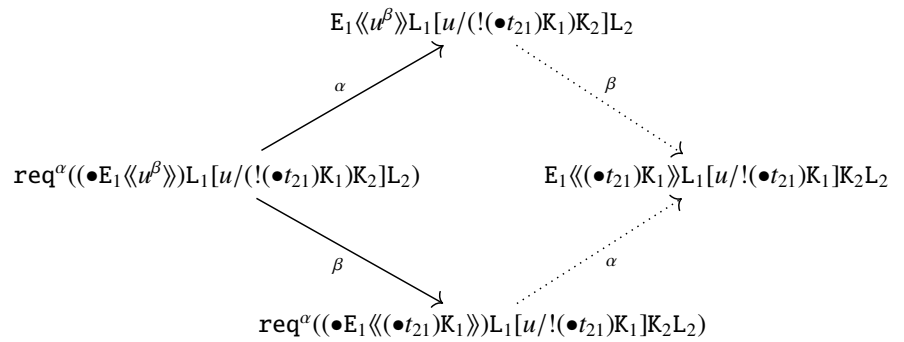 E₁⟪u^β⟫L₁[u/(!(•t₂₁)K₁)K₂]L₂
α
β
req^α((•E₁⟪u^β⟫)L₁[u/(!(•t₂₁)K₁)K₂]L₂)
E₁⟪(•t₂₁)K₁⟫L₁[u/!(•t₂₁)K₁]K₂L₂
β
α
req^α((•E₁⟪(•t₂₁)K₁⟫)L₁[u/!(•t₂₁)K₁]K₂L₂)